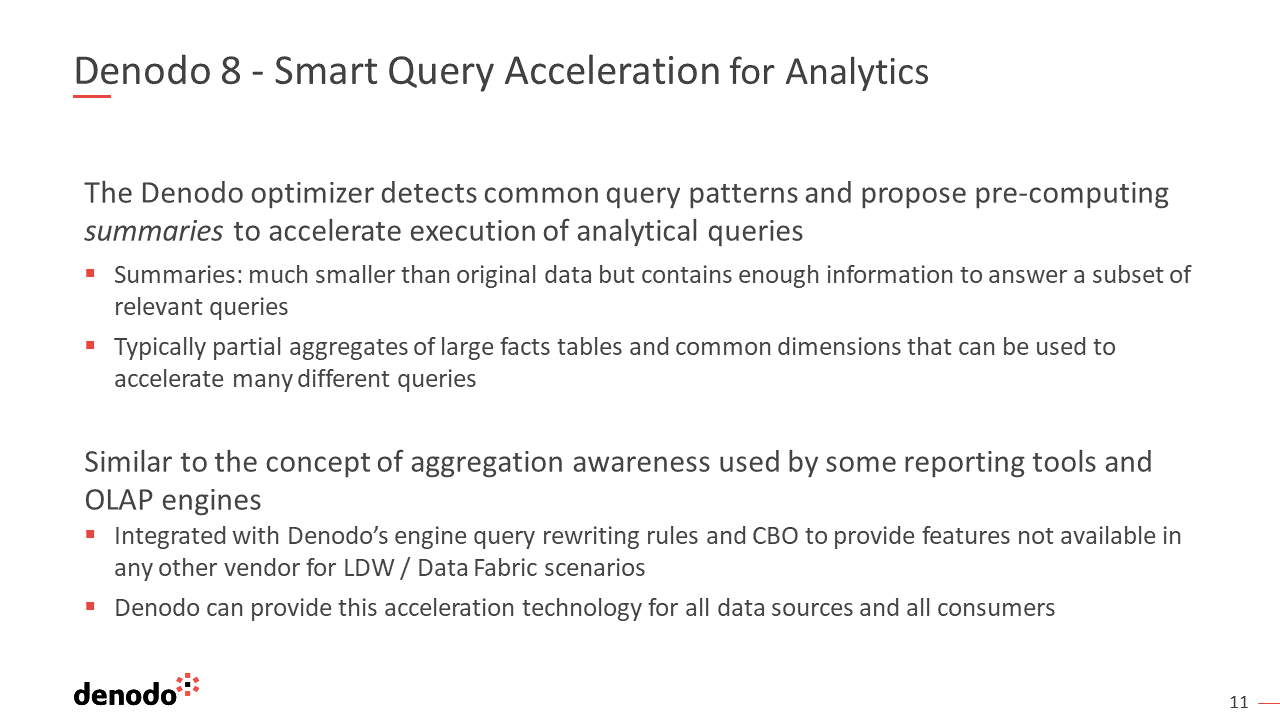 Denodo 8 - Smart Query Acceleration for Analytics
The Denodo optimizer detects common query patterns and propose pre-computing
summaries to accelerate execution of analytical queries
▪ Summaries: much smaller than original data but contains enough information to answer a subset of
relevant queries
▪ Typically partial aggregates of large facts tables and common dimensions that can be used to
accelerate many different queries
Similar to the concept of aggregation awareness used by some reporting tools and
OLAP engines
▪ Integrated with Denodo’s engine query rewriting rules and CBO to provide features not available in
any other vendor for LDW / Data Fabric scenarios
▪ Denodo can provide this acceleration technology for all data sources and all consumers
denodo
11